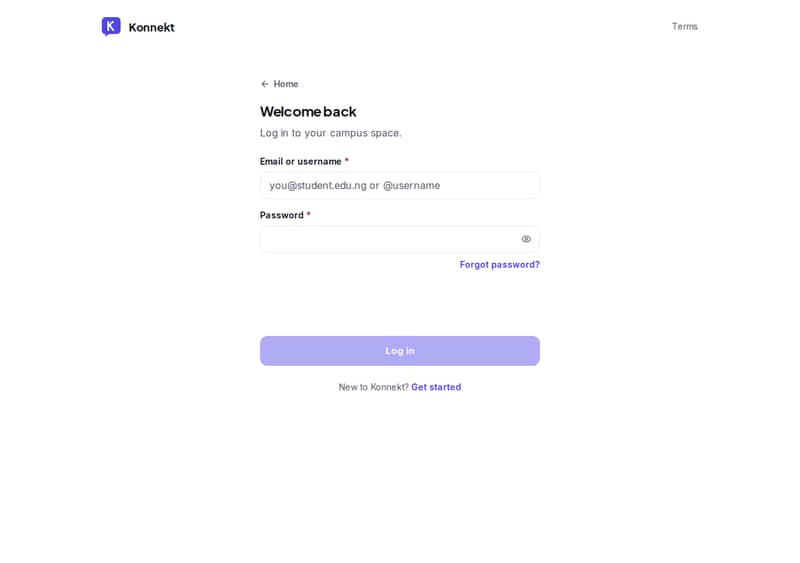 Konnekt
Terms
Home
Welcome back
Log in to your campus space.
Email or username *
you@student.edu.ng or @username
Password *
Forgot password?
Log in
New to Konnekt? Get started